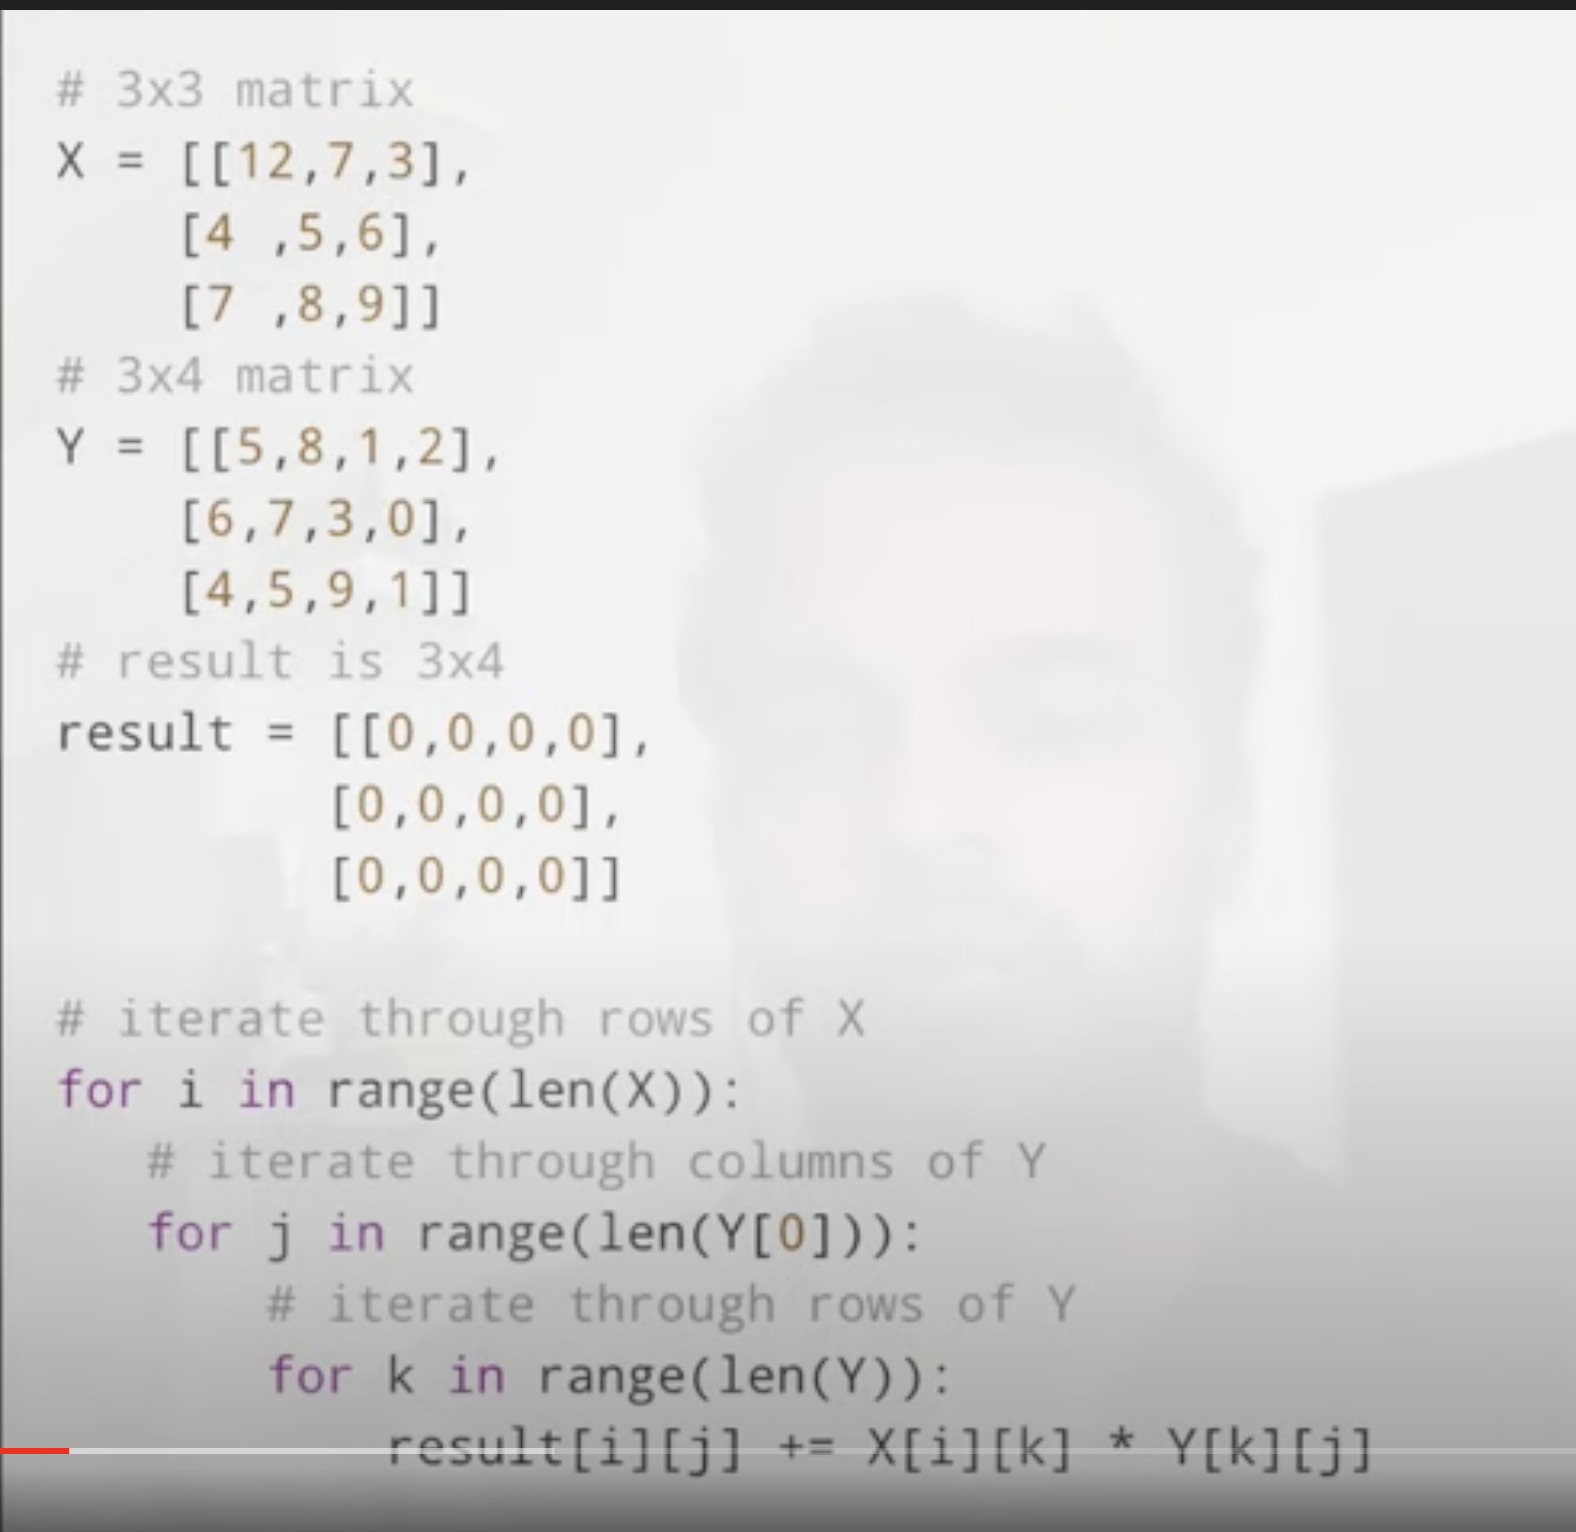 # 3x3 matrix
X = [[12,7,3],
    [4 ,5,6],
    [7 ,8,9]]
# 3x4 matrix
Y = [[5,8,1,2],
    [6,7,3,0],
    [4,5,9,1]]
# result is 3x4
result = [[0,0,0,0],
         [0,0,0,0],
         [0,0,0,0]]

# iterate through rows of X
for i in range(len(X)):
   # iterate through columns of Y
   for j in range(len(Y[0])):
       # iterate through rows of Y
       for k in range(len(Y)):
           result[i][j] += X[i][k] * Y[k][j]